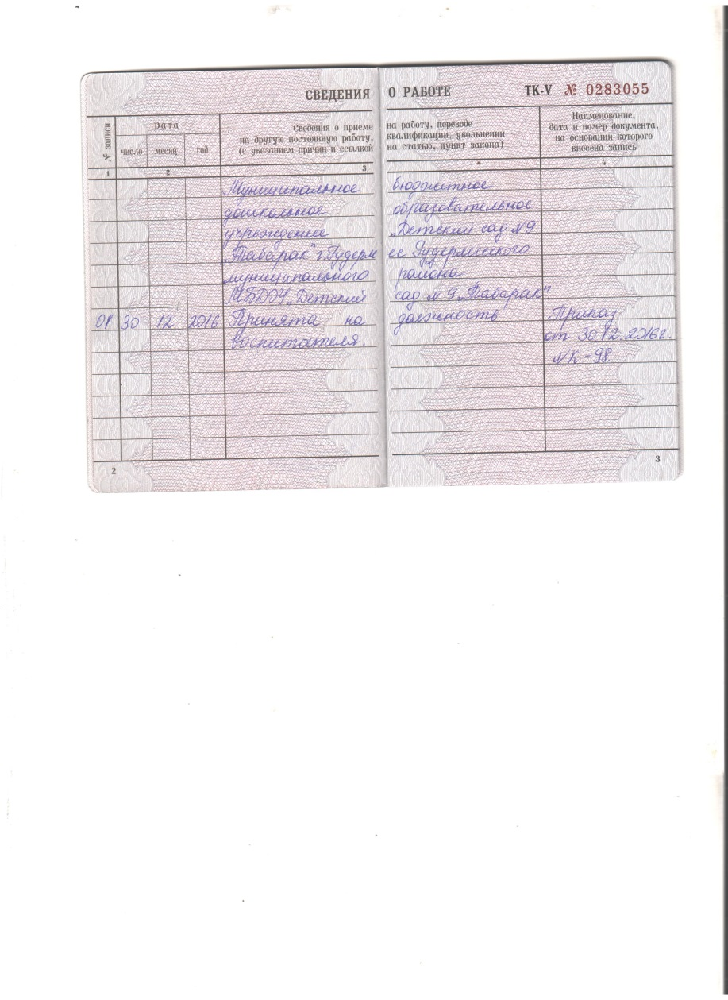 СВЕДЕНИЯ О РАБОТЕ ТК-V № 0283055
№ записи
Дата
число месяц год
Сведения о приеме на работу, переводе
на другую постоянную работу, квалификации, увольнении
(с указанием причин и ссылкой на статью, пункт закона)
Наименование,
дата и номер документа,
на основании которого
внесена запись
1 2 3 4
Муниципальное бюджетное
дошкольное образовательное
учреждение „Детский сад №9
„Табарак" г.Гудермес Гудермесского
муниципального района
МБДОУ „Детский сад №9 „Табарак"
01 30 12 2016 Принята на должность Приказ
воспитателя. от 30.12.2016г.
№К-98.
2 3